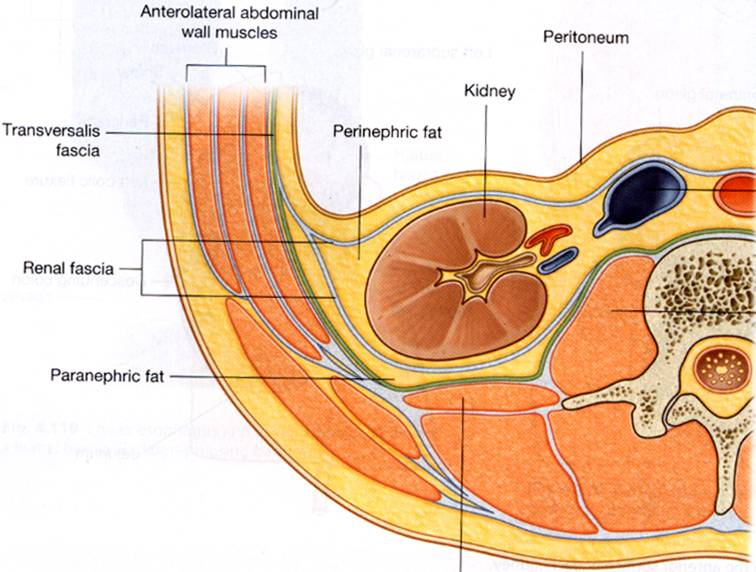 Anterolateral abdominal
wall muscles
Peritoneum
Kidney
Transversalis
fascia
Perinephric fat
Renal fascia
Paranephric fat